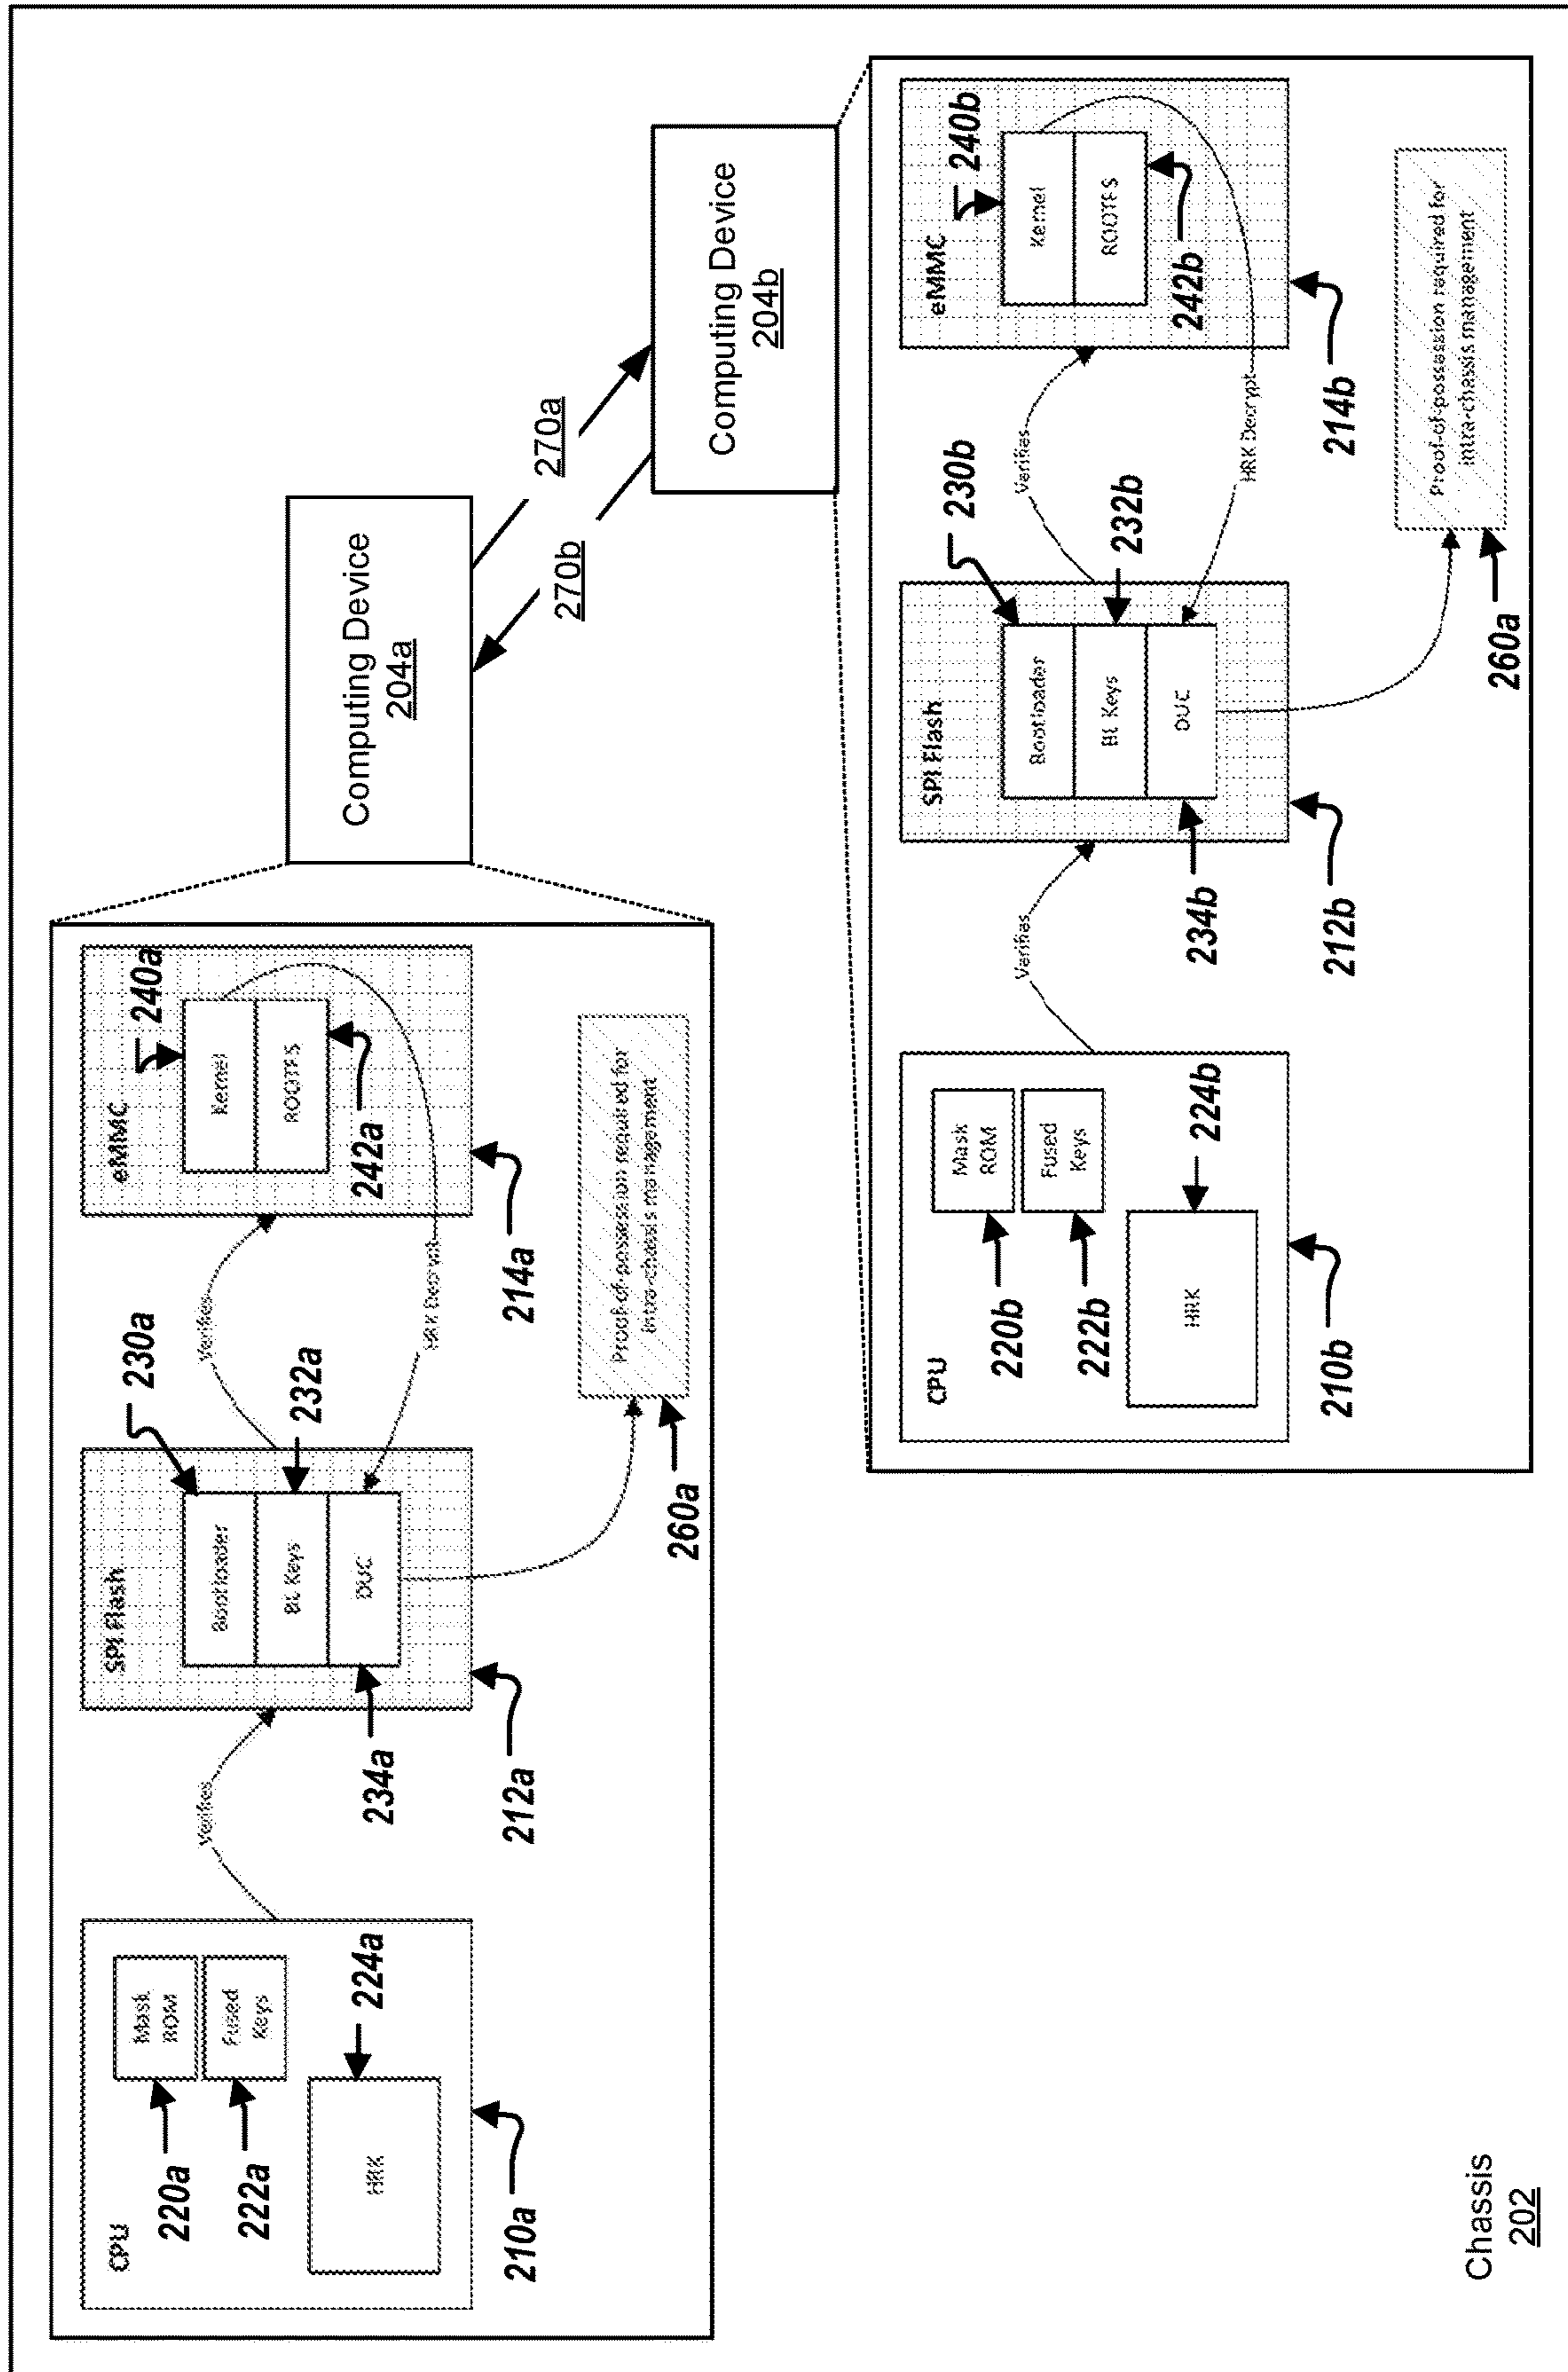 Computing Device
204a
270a
270b
Computing Device
204b
CPU
Mask
ROM
Fused
Keys
HRK
220a
222a
224a
210a
Verifies
SPI Flash
Bootloader
BL Keys
DUC
230a
232a
234a
212a
Verifies
HRK Decrypt
eMMC
Kernel
ROOTFS
240a
242a
214a
Proof-of-possession required for
intra-chassis management
260a
CPU
Mask
ROM
Fused
Keys
HRK
220b
222b
224b
210b
Verifies
SPI Flash
Bootloader
BL Keys
DUC
230b
232b
234b
212b
Verifies
HRK Decrypt
eMMC
Kernel
ROOTFS
240b
242b
214b
Proof-of-possession required for
intra-chassis management
260a
Chassis
202